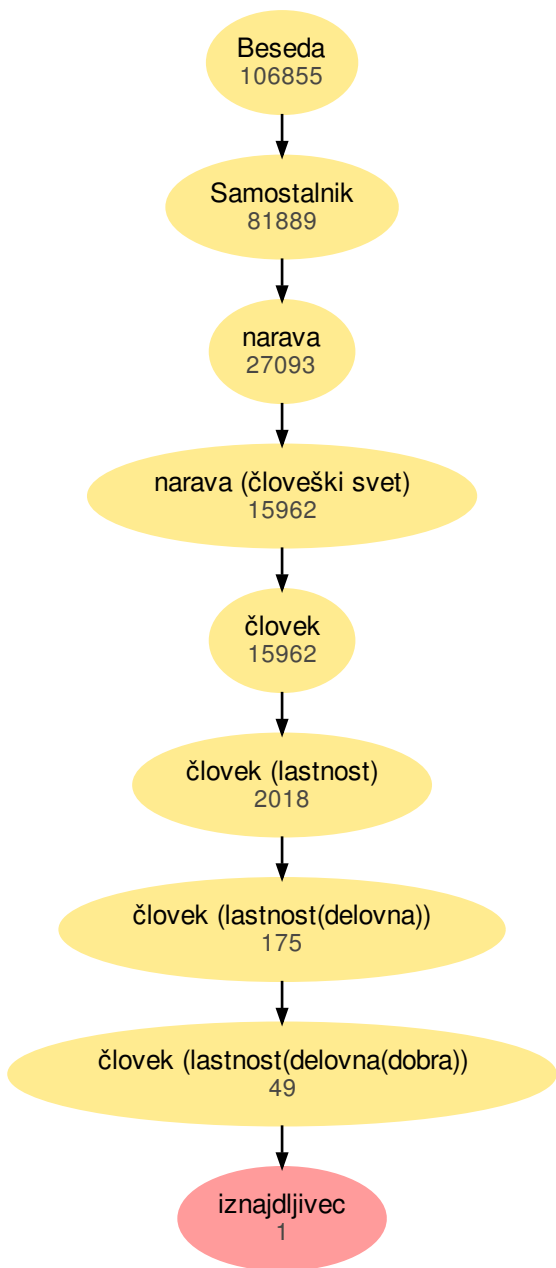 Beseda
106855
Samostalnik
81889
narava
27093
narava (človeški svet)
15962
človek
15962
človek (lastnost)
2018
človek (lastnost(delovna))
175
človek (lastnost(delovna(dobra))
49
iznajdljivec
1